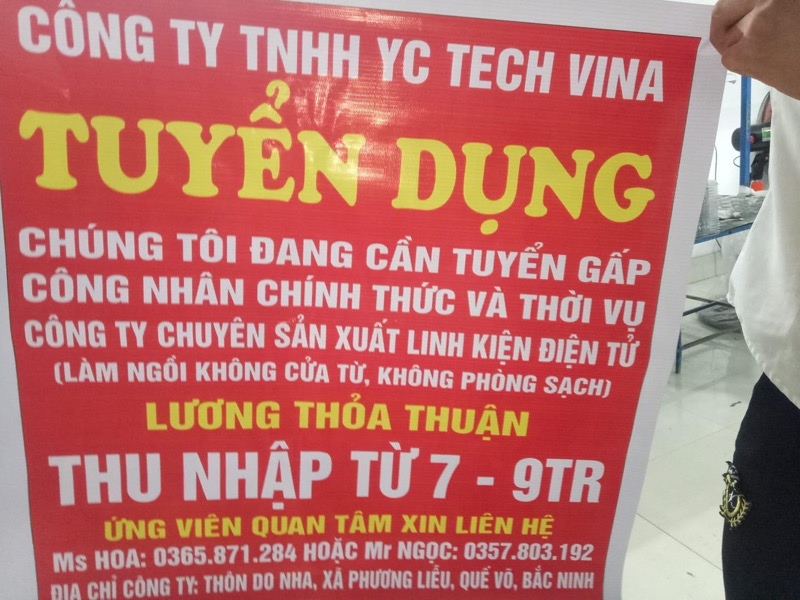 CÔNG TY TNHH YC TECH VINA
TUYỂN DỤNG
CHÚNG TÔI ĐANG CẦN TUYỂN GẤP
CÔNG NHÂN CHÍNH THỨC VÀ THỜI VỤ
CÔNG TY CHUYÊN SẢN XUẤT LINH KIỆN ĐIỆN TỬ
(LÀM NGỒI KHÔNG CỬA TỪ, KHÔNG PHÒNG SẠCH)
LƯƠNG THỎA THUẬN
THU NHẬP TỪ 7 - 9TR
ỨNG VIÊN QUAN TÂM XIN LIÊN HỆ
Ms HOA: 0365.871.284 HOẶC Mr NGỌC: 0357.803.192
ĐỊA CHỈ CÔNG TY: THÔN DO NHA, XÃ PHƯƠNG LIỄU, QUẾ VÕ, BẮC NINH